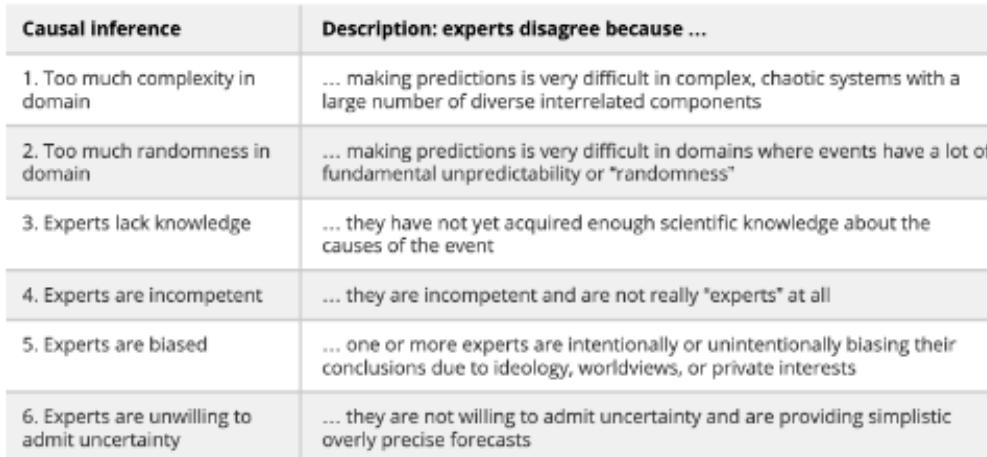 Causal inference
Description: experts disagree because ...
1. Too much complexity in
domain
... making predictions is very difficult in complex, chaotic systems with a
large number of diverse interrelated components
2. Too much randomness in
domain
... making predictions is very difficult in domains where events have a lot of
fundamental unpredictability or "randomness"
3. Experts lack knowledge
... they have not yet acquired enough scientific knowledge about the
causes of the event
4. Experts are incompetent
... they are incompetent and are not really "experts" at all
5. Experts are biased
... one or more experts are intentionally or unintentionally biasing their
conclusions due to ideology, worldviews, or private interests
6. Experts are unwilling to
admit uncertainty
... they are not willing to admit uncertainty and are providing simplistic
overly precise forecasts